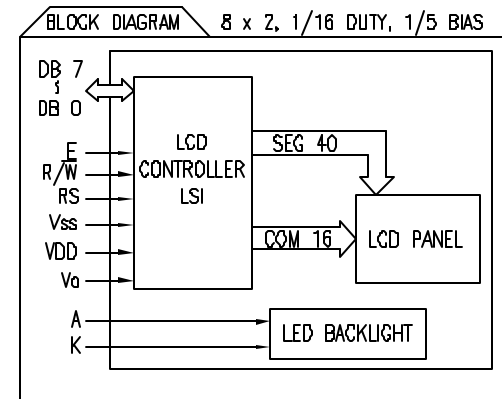 BLOCK DIAGRAM 8 x 2, 1/16 DUTY, 1/5 BIAS
DB 7
DB 0
E
R/W
RS
Vss
VDD
Vo
A
K
LCD
CONTROLLER
LSI
SEG 40
COM 16
LCD PANEL
LED BACKLIGHT